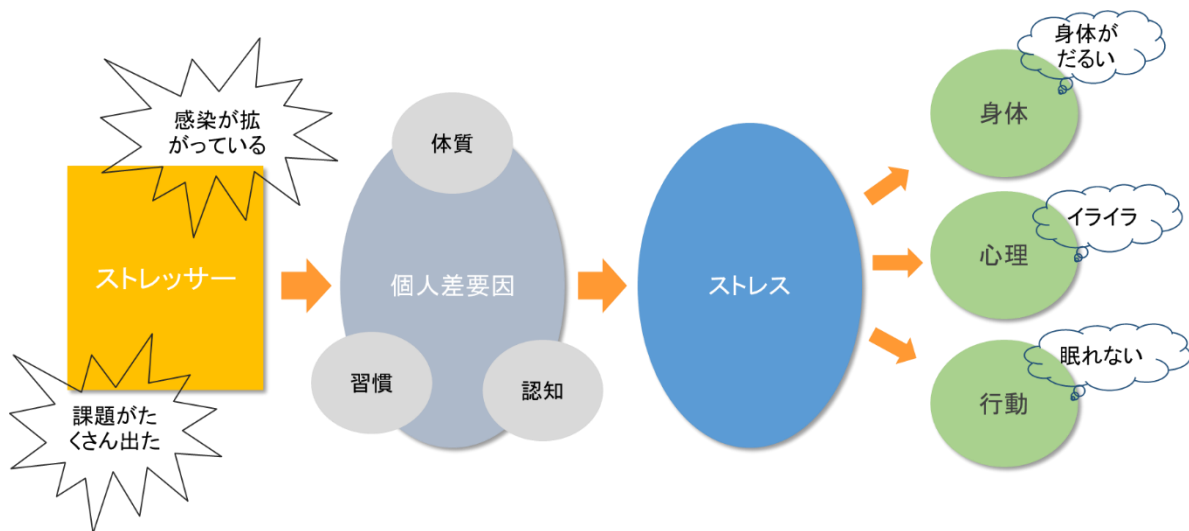 感染が拡
がっている
ストレッサー
課題がた
くさん出た
体質
個人差要因
習慣
認知
ストレス
身体が
だるい
身体
イライラ
心理
眠れない
行動